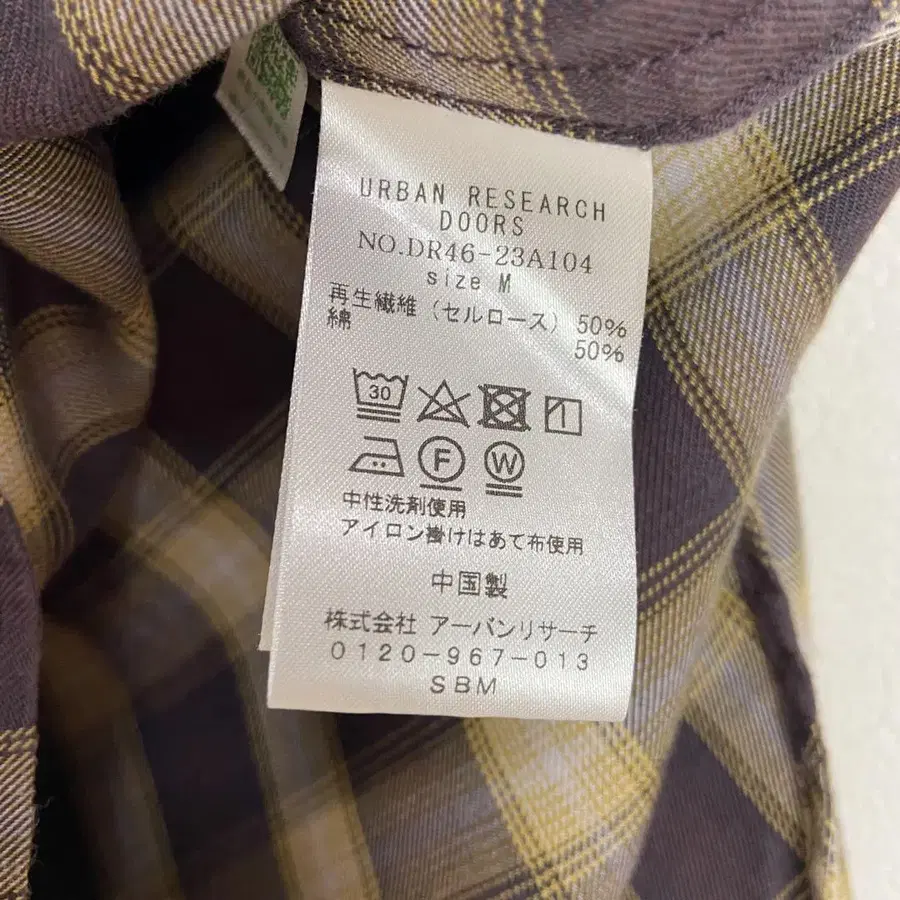 URBAN RESEARCH
DOORS
NO.DR46-23A104
size M
再生繊維（セルロース） 50%
綿 50%
30
F W
中性洗剤使用
アイロン掛けはあて布使用
中国製
株式会社 アーバンリサーチ
0120-967-013
SBM